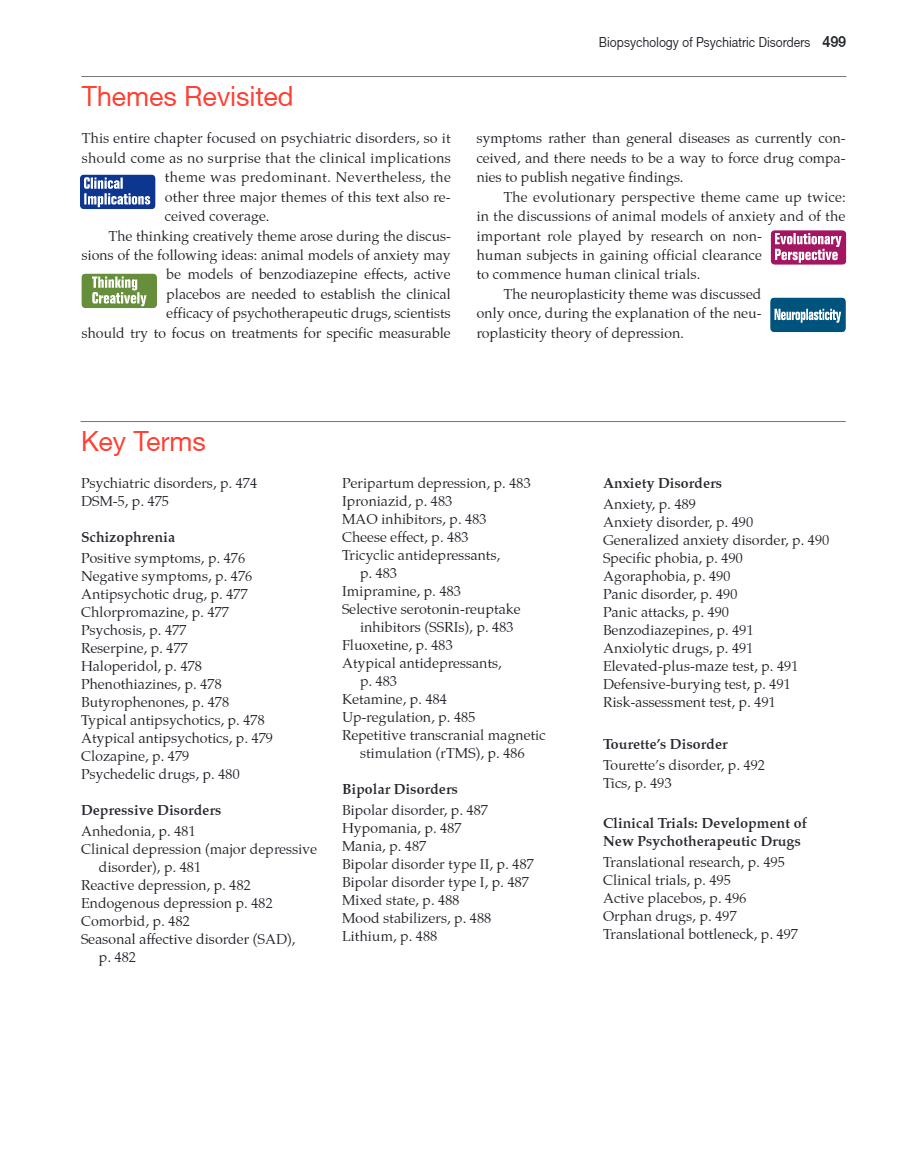 Biopsychology of Psychiatric Disorders 499
Themes Revisited
This entire chapter focused on psychiatric disorders, so it
should come as no surprise that the clinical implications
Clinical
Implications
theme was predominant. Nevertheless, the
other three major themes of this text also re-
ceived coverage.
The thinking creatively theme arose during the discus-
sions of the following ideas: animal models of anxiety may
Thinking
Creatively
be models of benzodiazepine effects, active
placebos are needed to establish the clinical
efficacy of psychotherapeutic drugs, scientists
should try to focus on treatments for specific measurable
symptoms rather than general diseases as currently con-
ceived, and there needs to be a way to force drug compa-
nies to publish negative findings.
The evolutionary perspective theme came up twice:
in the discussions of animal models of anxiety and of the
important role played by research on non-
human subjects in gaining official clearance
to commence human clinical trials.
Evolutionary
Perspective
The neuroplasticity theme was discussed
only once, during the explanation of the neu-
roplasticity theory of depression.
Neuroplasticity
Key Terms
Psychiatric disorders, p. 474
DSM-5, p. 475
Schizophrenia
Positive symptoms, p. 476
Negative symptoms, p. 476
Antipsychotic drug, p. 477
Chlorpromazine, p. 477
Psychosis, p. 477
Reserpine, p. 477
Haloperidol, p. 478
Phenothiazines, p. 478
Butyrophenones, p. 478
Typical antipsychotics, p. 478
Atypical antipsychotics, p. 479
Clozapine, p. 479
Psychedelic drugs, p. 480
Depressive Disorders
Anhedonia, p. 481
Clinical depression (major depressive
disorder), p. 481
Reactive depression, p. 482
Endogenous depression p. 482
Comorbid, p. 482
Seasonal affective disorder (SAD),
p. 482
Peripartum depression, p. 483
Iproniazid, p. 483
MAO inhibitors, p. 483
Cheese effect, p. 483
Tricyclic antidepressants,
p. 483
Imipramine, p. 483
Selective serotonin-reuptake
inhibitors (SSRIs), p. 483
Fluoxetine, p. 483
Atypical antidepressants,
p. 483
Ketamine, p. 484
Up-regulation, p. 485
Repetitive transcranial magnetic
stimulation (rTMS), p. 486
Bipolar Disorders
Bipolar disorder, p. 487
Hypomania, p. 487
Mania, p. 487
Bipolar disorder type II, p. 487
Bipolar disorder type I, p. 487
Mixed state, p. 488
Mood stabilizers, p. 488
Lithium, p. 488
Anxiety Disorders
Anxiety, p. 489
Anxiety disorder, p. 490
Generalized anxiety disorder, p. 490
Specific phobia, p. 490
Agoraphobia, p. 490
Panic disorder, p. 490
Panic attacks, p. 490
Benzodiazepines, p. 491
Anxiolytic drugs, p. 491
Elevated-plus-maze test, p. 491
Defensive-burying test, p. 491
Risk-assessment test, p. 491
Tourette’s Disorder
Tourette’s disorder, p. 492
Tics, p. 493
Clinical Trials: Development of
New Psychotherapeutic Drugs
Translational research, p. 495
Clinical trials, p. 495
Active placebos, p. 496
Orphan drugs, p. 497
Translational bottleneck, p. 497